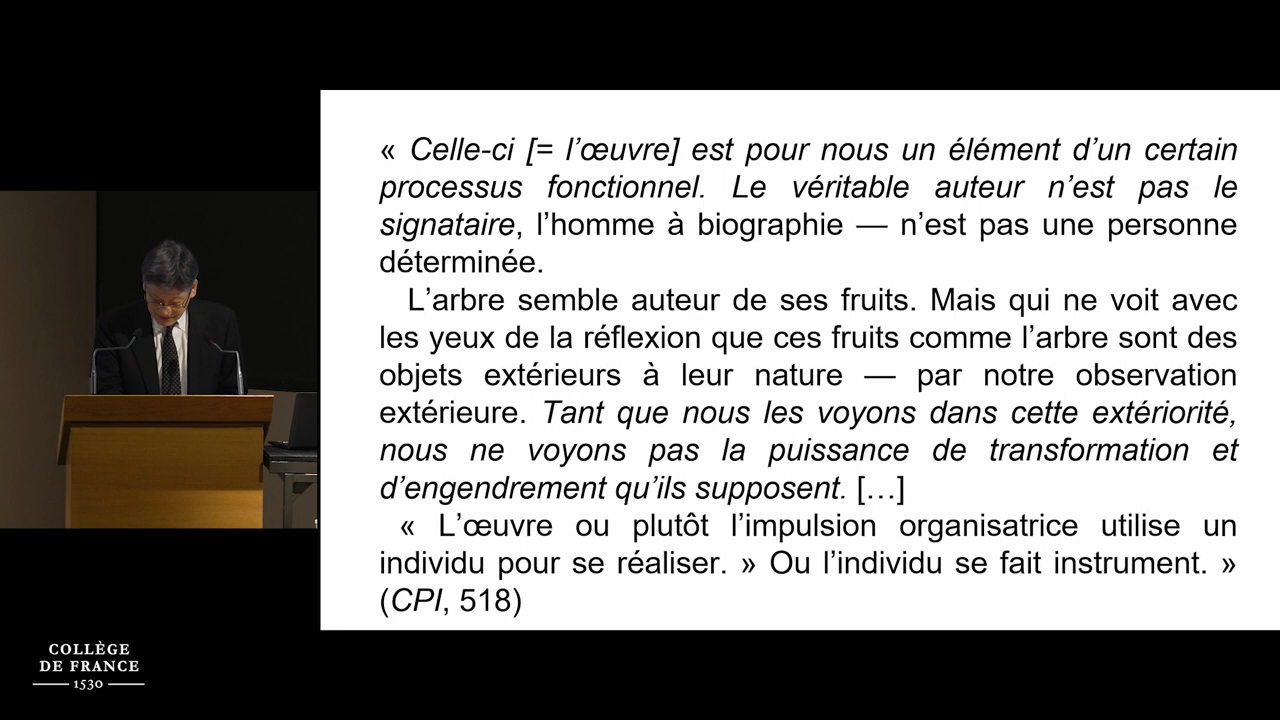 « Celle-ci [= l’œuvre] est pour nous un élément d’un certain
processus fonctionnel. Le véritable auteur n’est pas le
signataire, l’homme à biographie — n’est pas une personne
déterminée.
L’arbre semble auteur de ses fruits. Mais qui ne voit avec
les yeux de la réflexion que ces fruits comme l’arbre sont des
objets extérieurs à leur nature — par notre observation
extérieure. Tant que nous les voyons dans cette extériorité,
nous ne voyons pas la puissance de transformation et
d’engendrement qu’ils supposent. […]
« L’œuvre ou plutôt l’impulsion organisatrice utilise un
individu pour se réaliser. » Ou l’individu se fait instrument. »
(CPI, 518)
COLLÈGE
DE FRANCE
1530